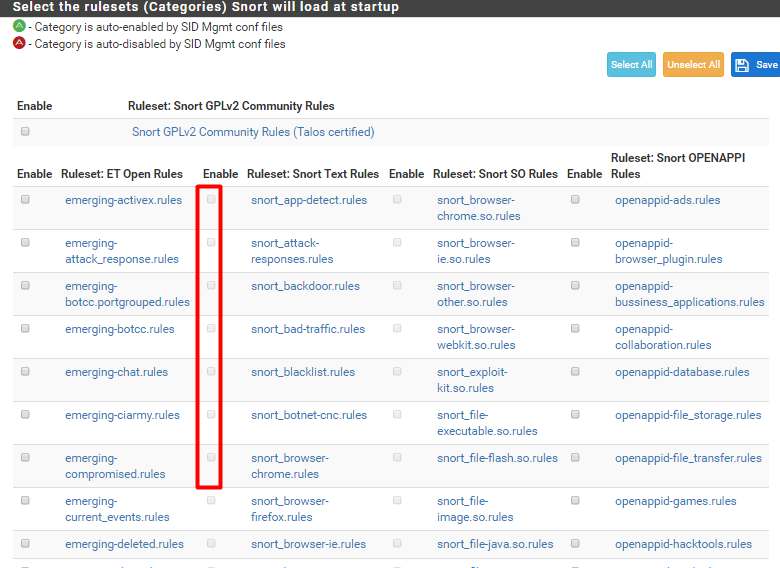 Select the rulesets (Categories) Snort will load at startup
A - Category is auto-enabled by SID Mgmt conf files
A - Category is auto-disabled by SID Mgmt conf files
Select All Unselect All Save
Enable Ruleset: Snort GPLv2 Community Rules
Snort GPLv2 Community Rules (Talos certified)
Enable Ruleset: ET Open Rules Enable Ruleset: Snort Text Rules Enable Ruleset: Snort SO Rules Enable Ruleset: Snort OPENAPPI
Rules
emerging-activex.rules snort_app-detect.rules snort_browser- openappid-ads.rules
chrome.so.rules
emerging- snort_attack- snort_browser- openappid-
attack_response.rules responses.rules ie.so.rules browser_plugin.rules
emerging- snort_backdoor.rules snort_browser- openappid-
botcc.portgrouped.rules other.so.rules bussiness_applications.rules
emerging-botcc.rules snort_bad-traffic.rules snort_browser- openappid-
webkit.so.rules collaboration.rules
emerging-chat.rules snort_blacklist.rules snort_exploit- openappid-database.rules
kit.so.rules
emerging-ciarmy.rules snort_botnet-cnc.rules snort_file- openappid-file_storage.rules
executable.so.rules
emerging- snort_browser- snort_file-flash.so.rules openappid-file_transfer.rules
compromised.rules chrome.rules
emerging- snort_browser- snort_file- openappid-games.rules
current_events.rules firefox.rules image.so.rules
emerging-deleted.rules snort_browser-ie.rules snort_file-java.so.rules openappid-hacktools.rules